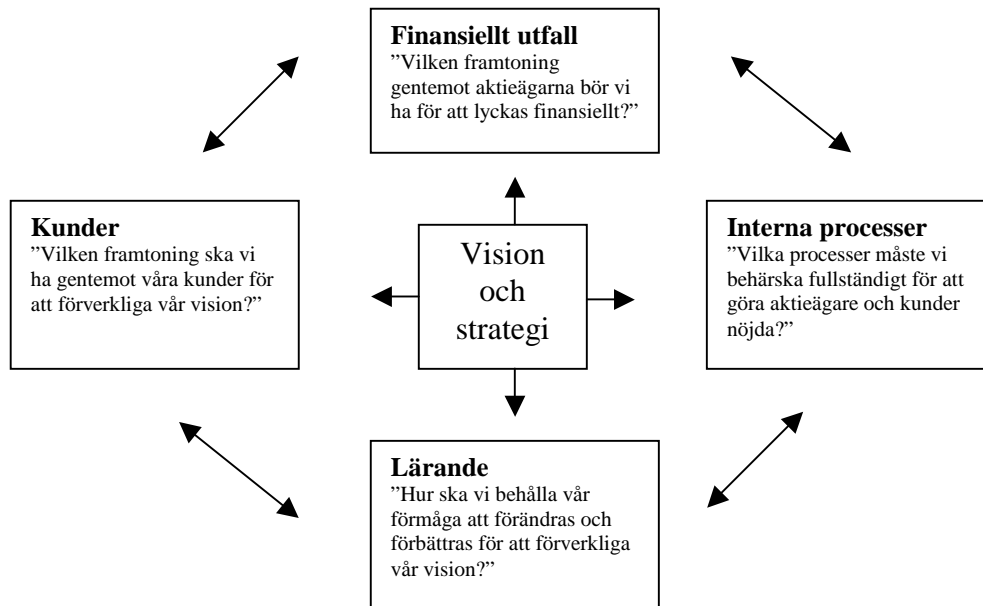 Finansiellt utfall
”Vilken framtoning
gentemot aktieägarna bör vi
ha för att lyckas finansiellt?”
Kunder
”Vilken framtoning ska vi
ha gentemot våra kunder för
att förverkliga vår vision?”
Vision
och
strategi
Interna processer
”Vilka processer måste vi
behärska fullständigt för att
göra aktieägare och kunder
nöjda?”
Lärande
”Hur ska vi behålla vår
förmåga att förändras och
förbättras för att förverkliga
vår vision?”